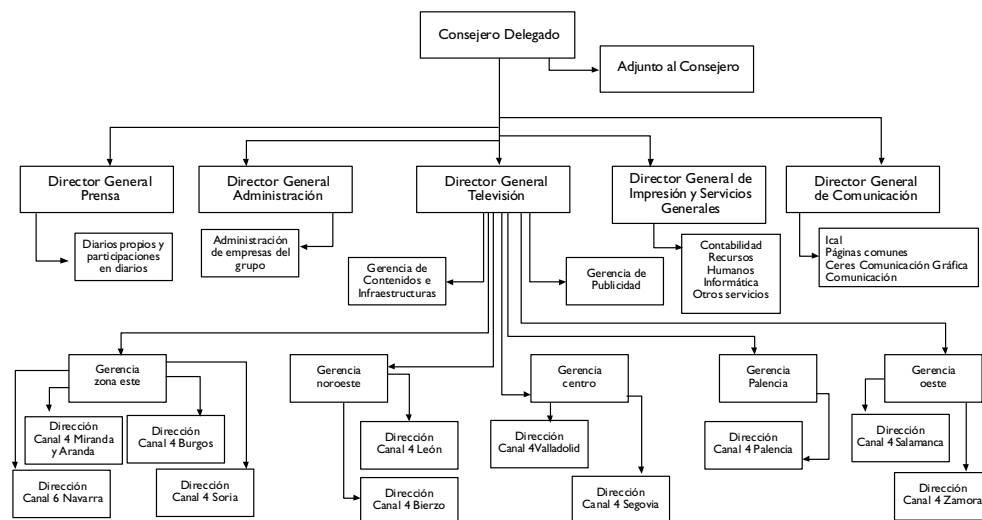 Consejero Delegado
Adjunto al Consejero
Director General
Prensa
Director General
Administración
Director General
Televisión
Director General de
Impresión y Servicios
Generales
Director General
de Comunicación
Diarios propios y
participaciones
en diarios
Administración
de empresas del
grupo
Gerencia de
Contenidos e
Infraestructuras
Gerencia de
Publicidad
Contabilidad
Recursos
Humanos
Informática
Otros servicios
Ical
Páginas comunes
Ceres Comunicación Gráfica
Comunicación
Gerencia
zona este
Gerencia
noroeste
Gerencia
centro
Gerencia
Palencia
Gerencia
oeste
Dirección
Canal 4 Miranda
y Aranda
Dirección
Canal 4 Burgos
Dirección
Canal 4 León
Dirección
Canal 4Valladolid
Dirección
Canal 4 Palencia
Dirección
Canal 4 Salamanca
Dirección
Canal 6 Navarra
Dirección
Canal 4 Soria
Dirección
Canal 4 Bierzo
Dirección
Canal 4 Segovia
Dirección
Canal 4 Zamora